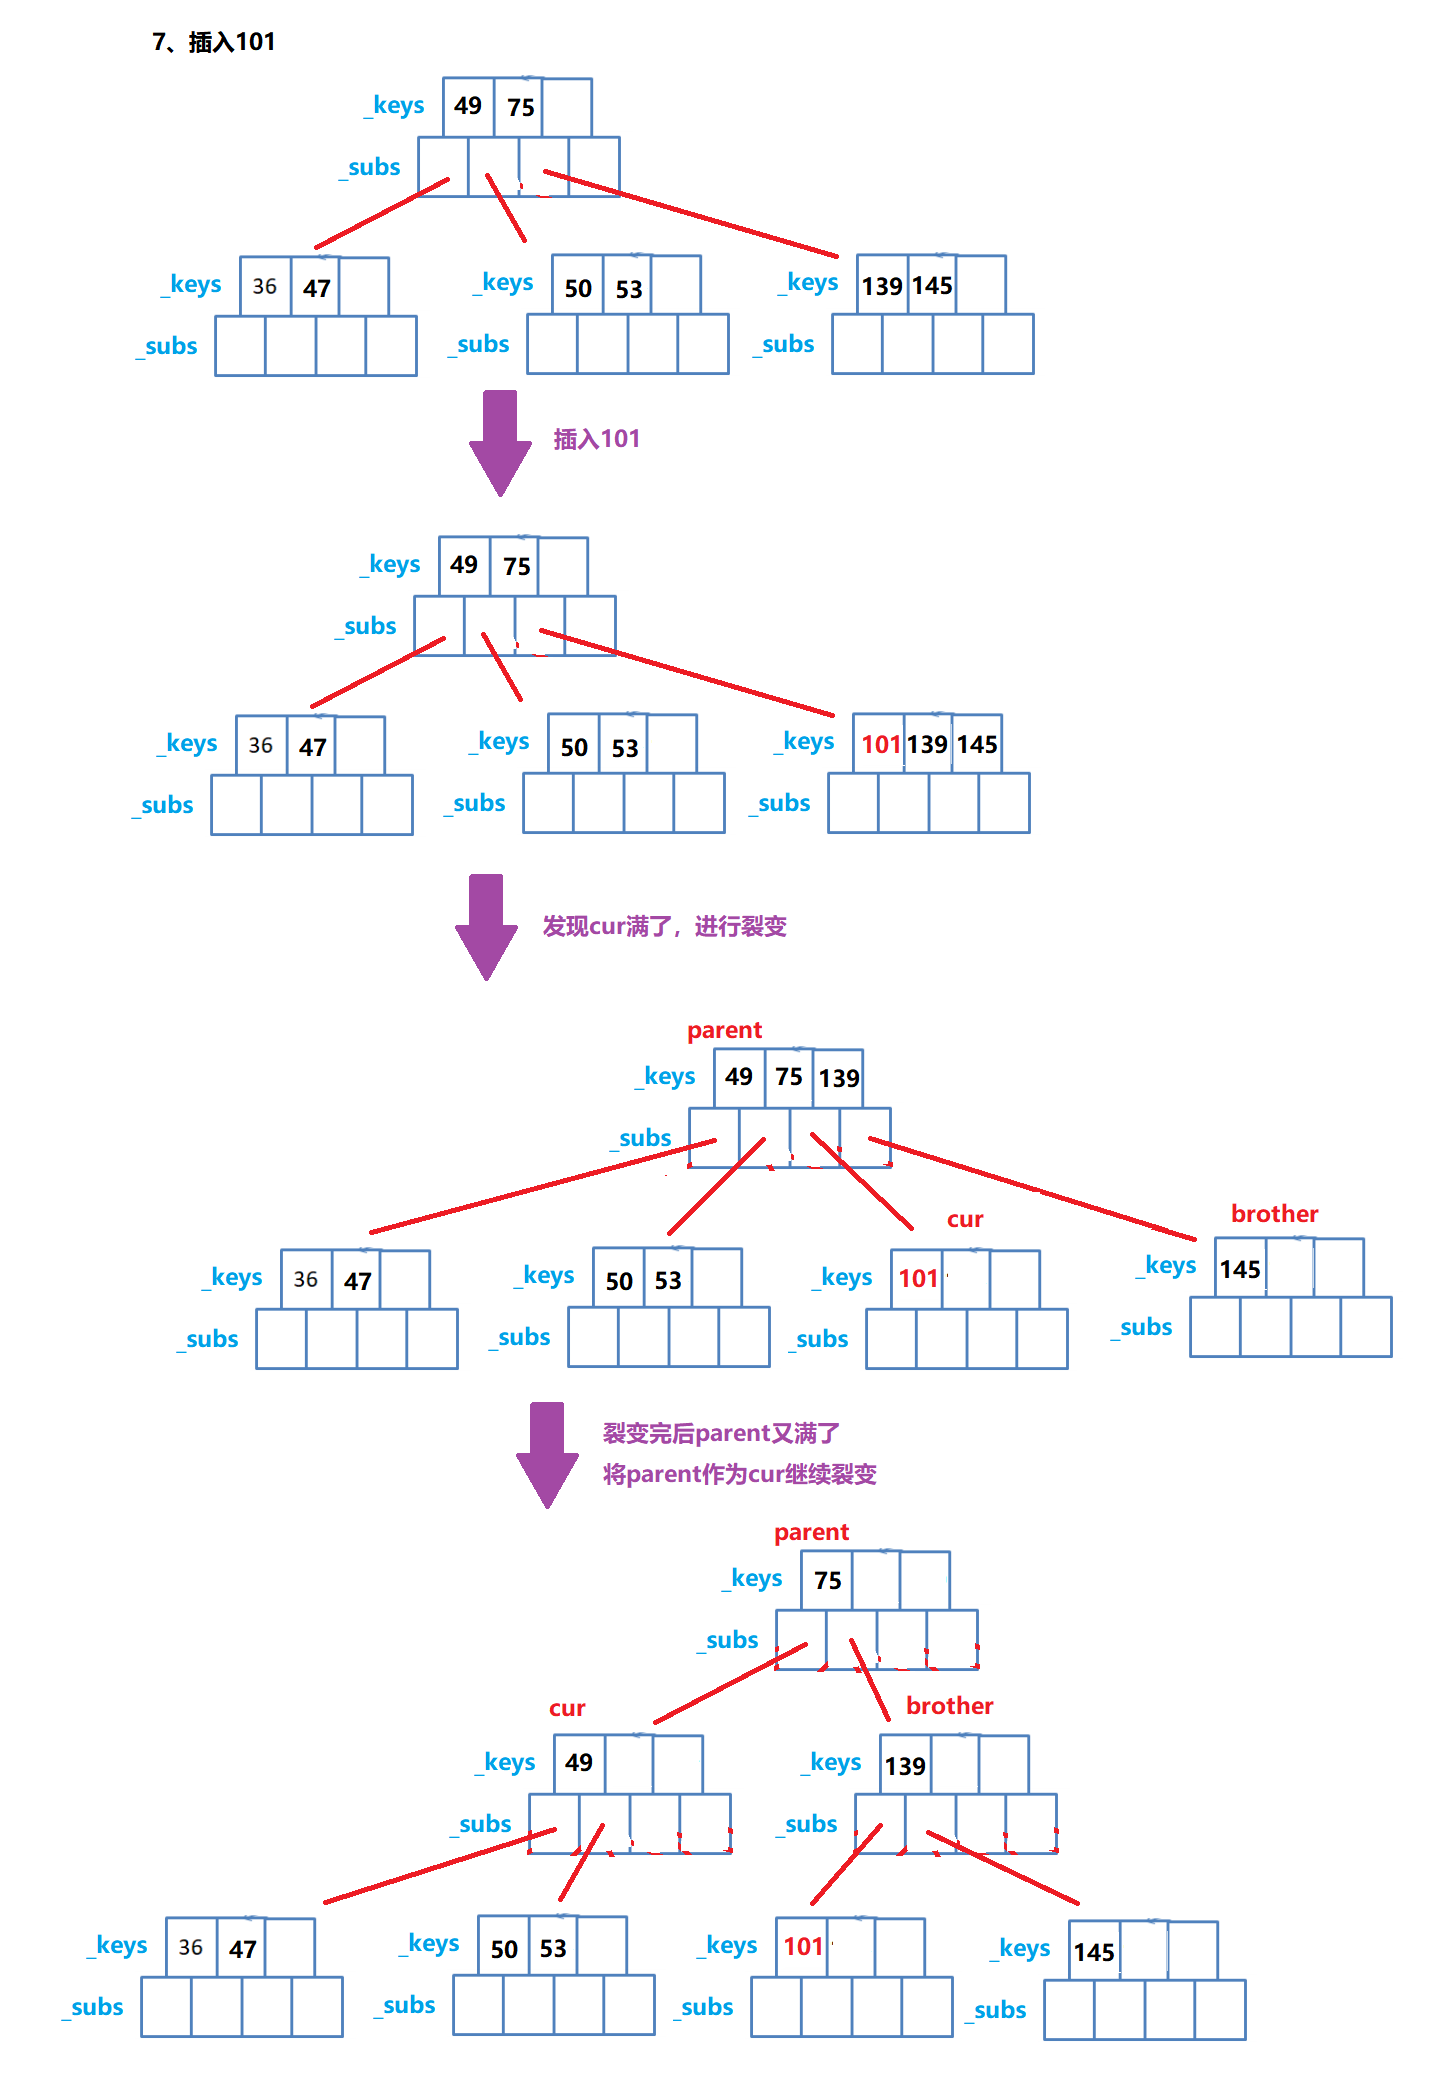 7、插入101
_keys 49 75
_subs
_keys 36 47 _keys 50 53 _keys 139 145
_subs _subs _subs
插入101
_keys 49 75
_subs
_keys 36 47 _keys 50 53 _keys 101 139 145
_subs _subs _subs
发现cur满了，进行裂变
parent
_keys 49 75 139
_subs
cur brother
_keys 36 47 _keys 50 53 _keys 101 _keys 145
_subs _subs _subs _subs
裂变完后parent又满了
将parent作为cur继续裂变
parent
_keys 75
_subs
cur brother
_keys 49 _keys 139
_subs _subs
_keys 36 47 _keys 50 53 _keys 101 _keys 145
_subs _subs _subs _subs